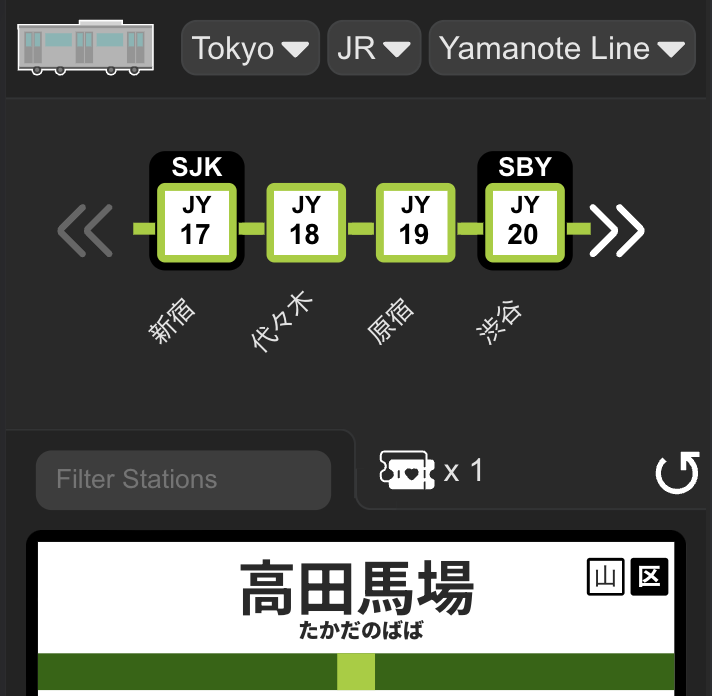 Tokyo
JR
Yamanote Line
SJK
SBY
JY
17
JY
18
JY
19
JY
20
新宿
代々木
原宿
渋谷
Filter Stations
x 1
高田馬場
山
区
たかだのばば